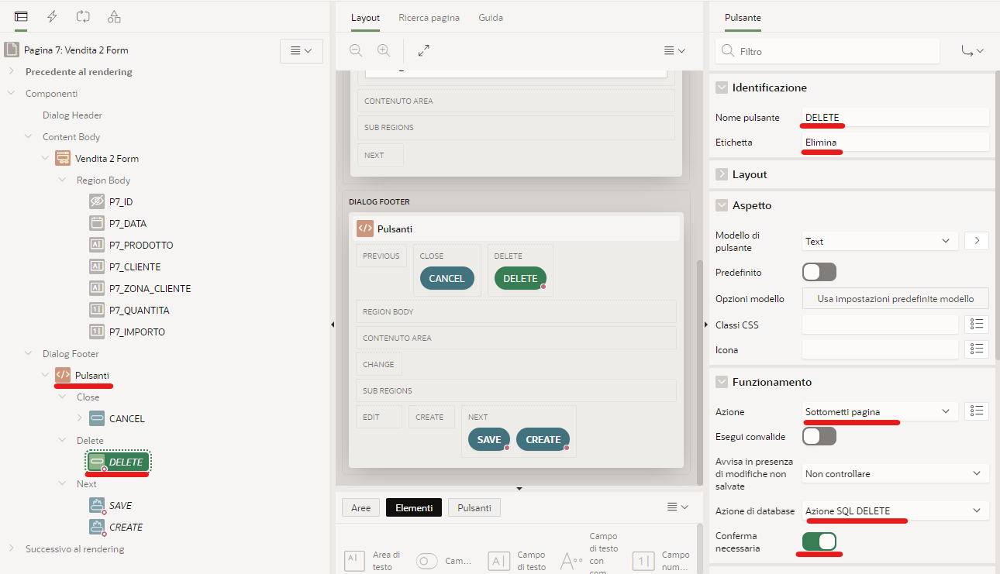 Pagina 7: Vendita 2 Form
Precedente al rendering
Componenti
Dialog Header
Content Body
Vendita 2 Form
Region Body
P7_ID
P7_DATA
P7_PRODOTTO
P7_CLIENTE
P7_ZONA_CLIENTE
P7_QUANTITA
P7_IMPORTO
Dialog Footer
Pulsanti
Close
CANCEL
Delete
DELETE
Next
SAVE
CREATE
Successivo al rendering
Layout Ricerca pagina Guida
CONTENUTO AREA
SUB REGIONS
NEXT
DIALOG FOOTER
Pulsanti
PREVIOUS CLOSE DELETE
CANCEL DELETE
REGION BODY
CONTENUTO AREA
CHANGE
SUB REGIONS
EDIT CREATE NEXT
SAVE CREATE
Aree Elementi Pulsanti
Area di
testo
Cam...
Campo
di testo
Campo
di testo
con
Campo
num...
Pulsante
Filtro
Identificazione
Nome pulsante DELETE
Etichetta Elimina
Layout
Aspetto
Modello di
pulsante
Text
Predefinito
Opzioni modello Usa impostazioni predefinite modello
Classi CSS
Icona
Funzionamento
Azione Sottometti pagina
Esegui convalide
Avvisa in presenza
di modifiche non
salvate
Non controllare
Azione di database Azione SQL DELETE
Conferma
necessaria